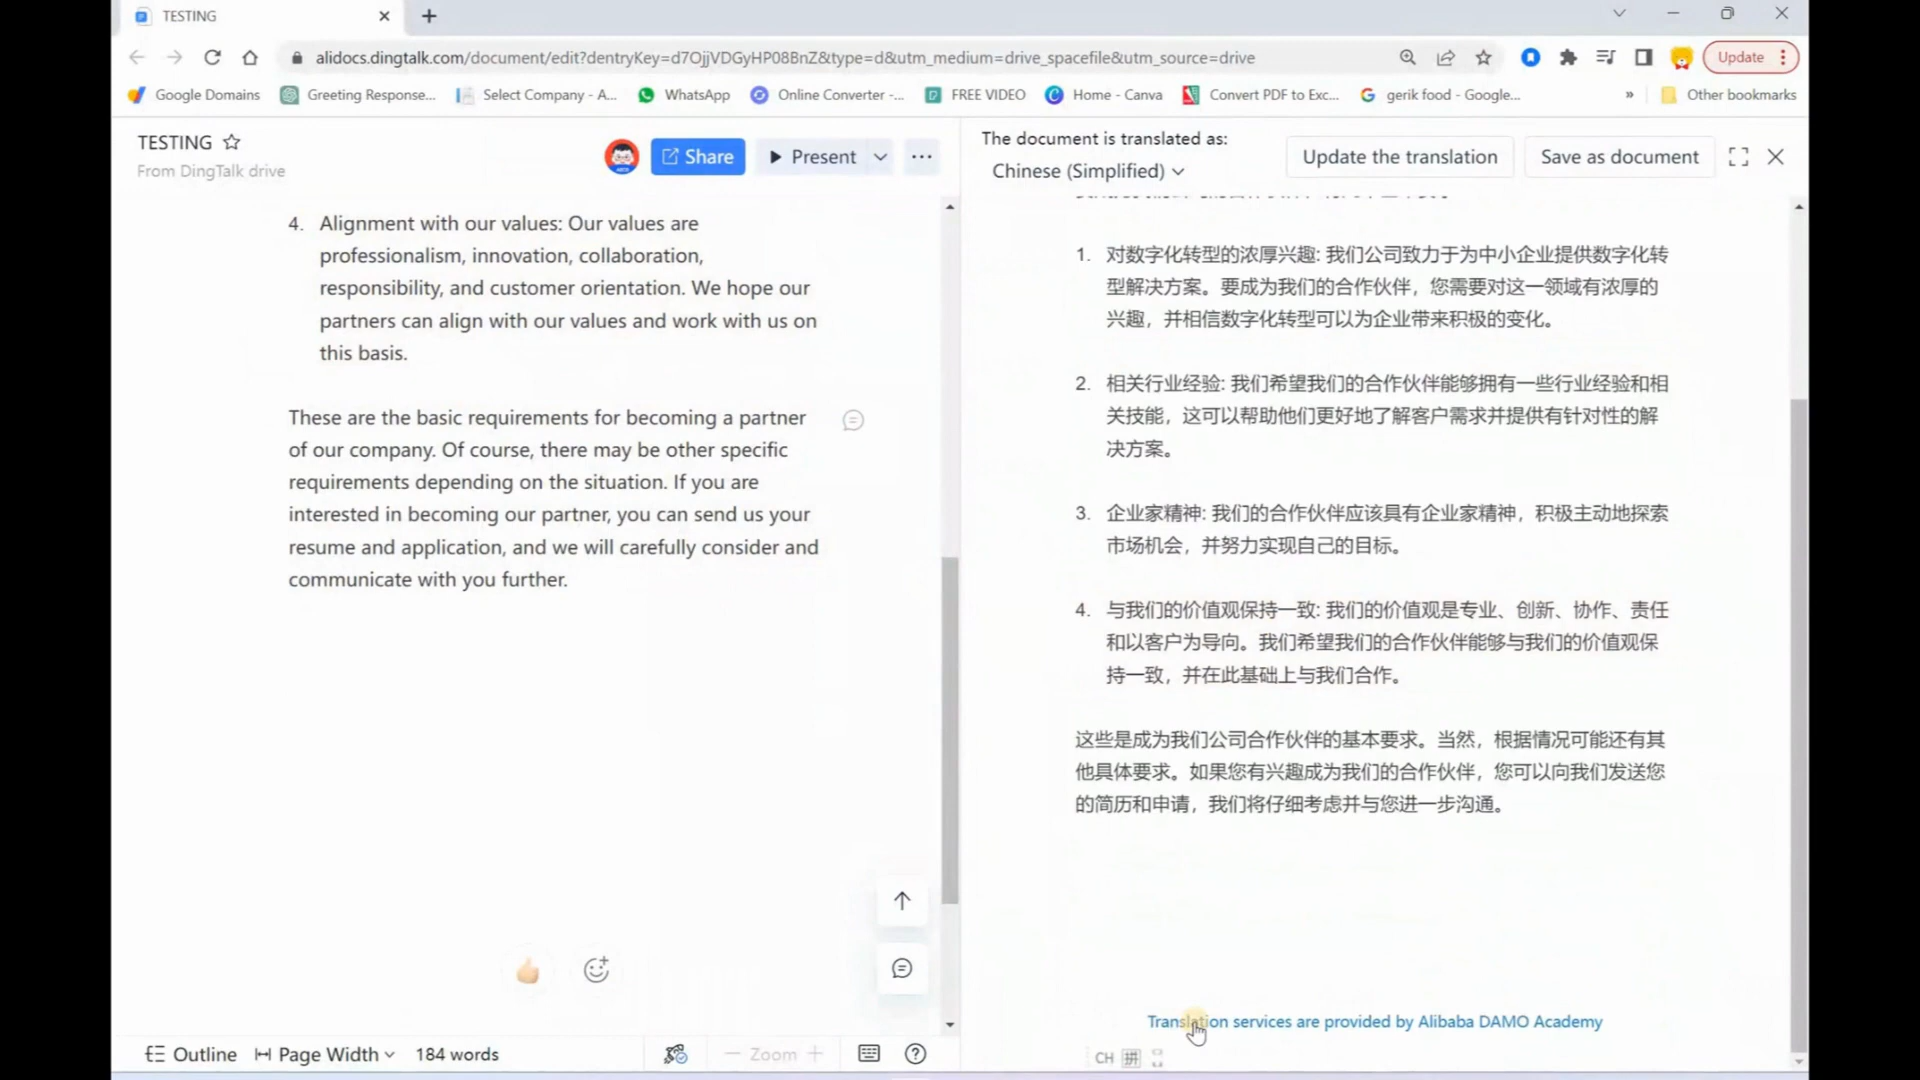 TESTING
alidocs.dingtalk.com/document/edit?dentryKey=d7OjjVDGyHP08BnZ&type=d&utm_medium=drive_spacefile&utm_source=drive
Update
Google Domains
Greeting Response...
Select Company - A...
WhatsApp
Online Converter -...
FREE VIDEO
Home - Canva
Convert PDF to Exc...
gerik food - Google...
»
Other bookmarks
TESTING
From DingTalk drive
Share
Present
The document is translated as:
Chinese (Simplified)
Update the translation
Save as document
4. Alignment with our values: Our values are
professionalism, innovation, collaboration,
responsibility, and customer orientation. We hope our
partners can align with our values and work with us on
this basis.
These are the basic requirements for becoming a partner
of our company. Of course, there may be other specific
requirements depending on the situation. If you are
interested in becoming our partner, you can send us your
resume and application, and we will carefully consider and
communicate with you further.
1. 对数字化转型的浓厚兴趣: 我们公司致力于为中小企业提供数字化转
型解决方案。要成为我们的合作伙伴，您需要对这一领域有浓厚的
兴趣，并相信数字化转型可以为企业带来积极的变化。
2. 相关行业经验: 我们希望我们的合作伙伴能够拥有一些行业经验和相
关技能，这可以帮助他们更好地了解客户需求并提供有针对性的解
决方案。
3. 企业家精神: 我们的合作伙伴应该具有企业家精神，积极主动地探索
市场机会，并努力实现自己的目标。
4. 与我们的价值观保持一致: 我们的价值观是专业、创新、协作、责任
和以客户为导向。我们希望我们的合作伙伴能够与我们的价值观保
持一致，并在此基础上与我们合作。
这些是成为我们公司合作伙伴的基本要求。当然，根据情况可能还有其
他具体要求。如果您有兴趣成为我们的合作伙伴，您可以向我们发送您
的简历和申请，我们将仔细考虑并与您进一步沟通。
Translation services are provided by Alibaba DAMO Academy
Outline
Page Width
184 words
Zoom
CH 拼